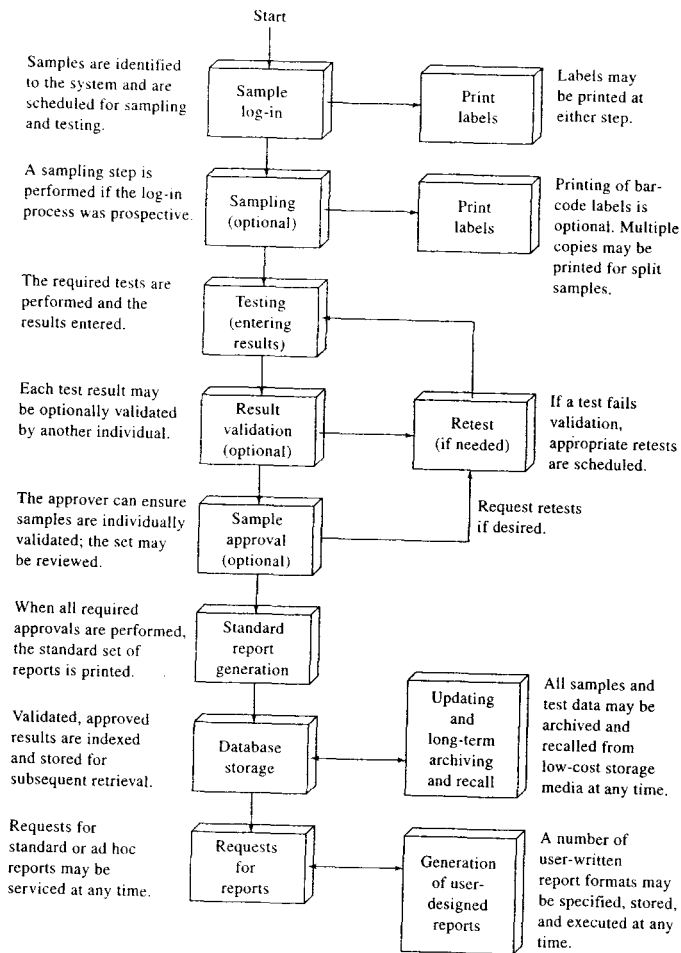 Start
Samples are identified
to the system and are
scheduled for sampling
and testing.
Sample
log-in
Print
labels
Labels may
be printed at
either step.
A sampling step is
performed if the log-in
process was prospective.
Sampling
(optional)
Print
labels
Printing of bar-
code labels is
optional. Multiple
copies may be
printed for split
samples.
The required tests are
performed and the
results entered.
Testing
(entering
results)
Each test result may
be optionally validated
by another individual.
Result
validation
(optional)
Retest
(if needed)
If a test fails
validation,
appropriate retests
are scheduled.
The approver can ensure
samples are individually
validated; the set may
be reviewed.
Sample
approval
(optional)
Request retests
if desired.
When all required
approvals are performed,
the standard set of
reports is printed.
Standard
report
generation
Validated, approved
results are indexed
and stored for
subsequent retrieval.
Database
storage
Updating
and
long-term
archiving
and recall
All samples and
test data may be
archived and
recalled from
low-cost storage
media at any time.
Requests for
standard or ad hoc
reports may be
serviced at any time.
Requests
for
reports
Generation
of user-
designed
reports
A number of
user-written
report formats may
be specified, stored,
and executed at any
time.